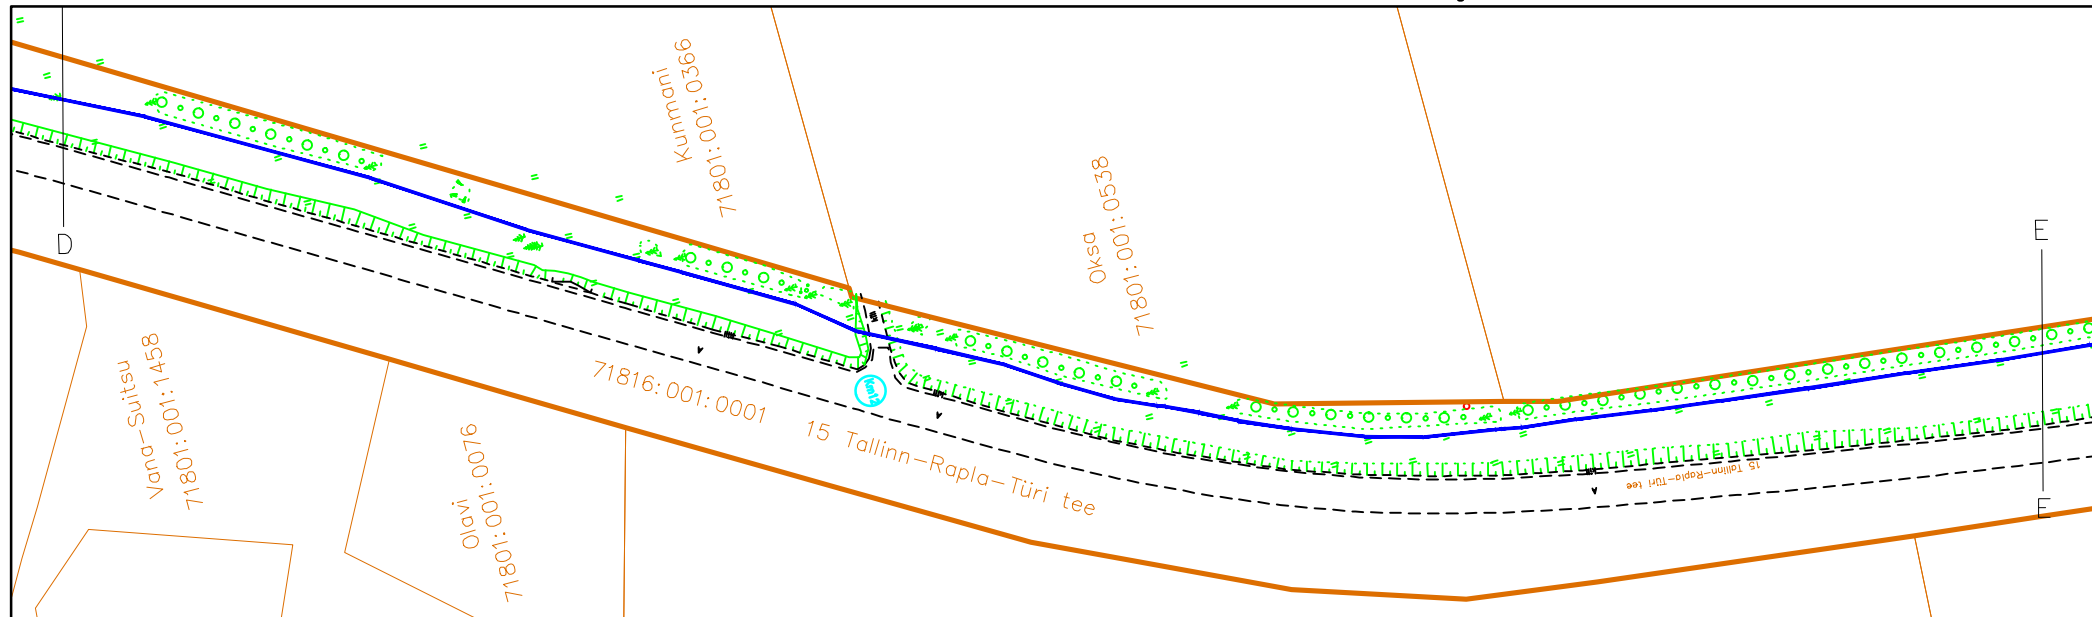 D
Kunmani
71801:001:0366
Oksa
71801:001:0538
E
Vana-Suitsu
71801:001:1458
Olavi
71801:001:0076
71816:001:0001
15 Tallinn-Rapla-Türi tee
15 Tallinn-Rapla-Türi tee
E